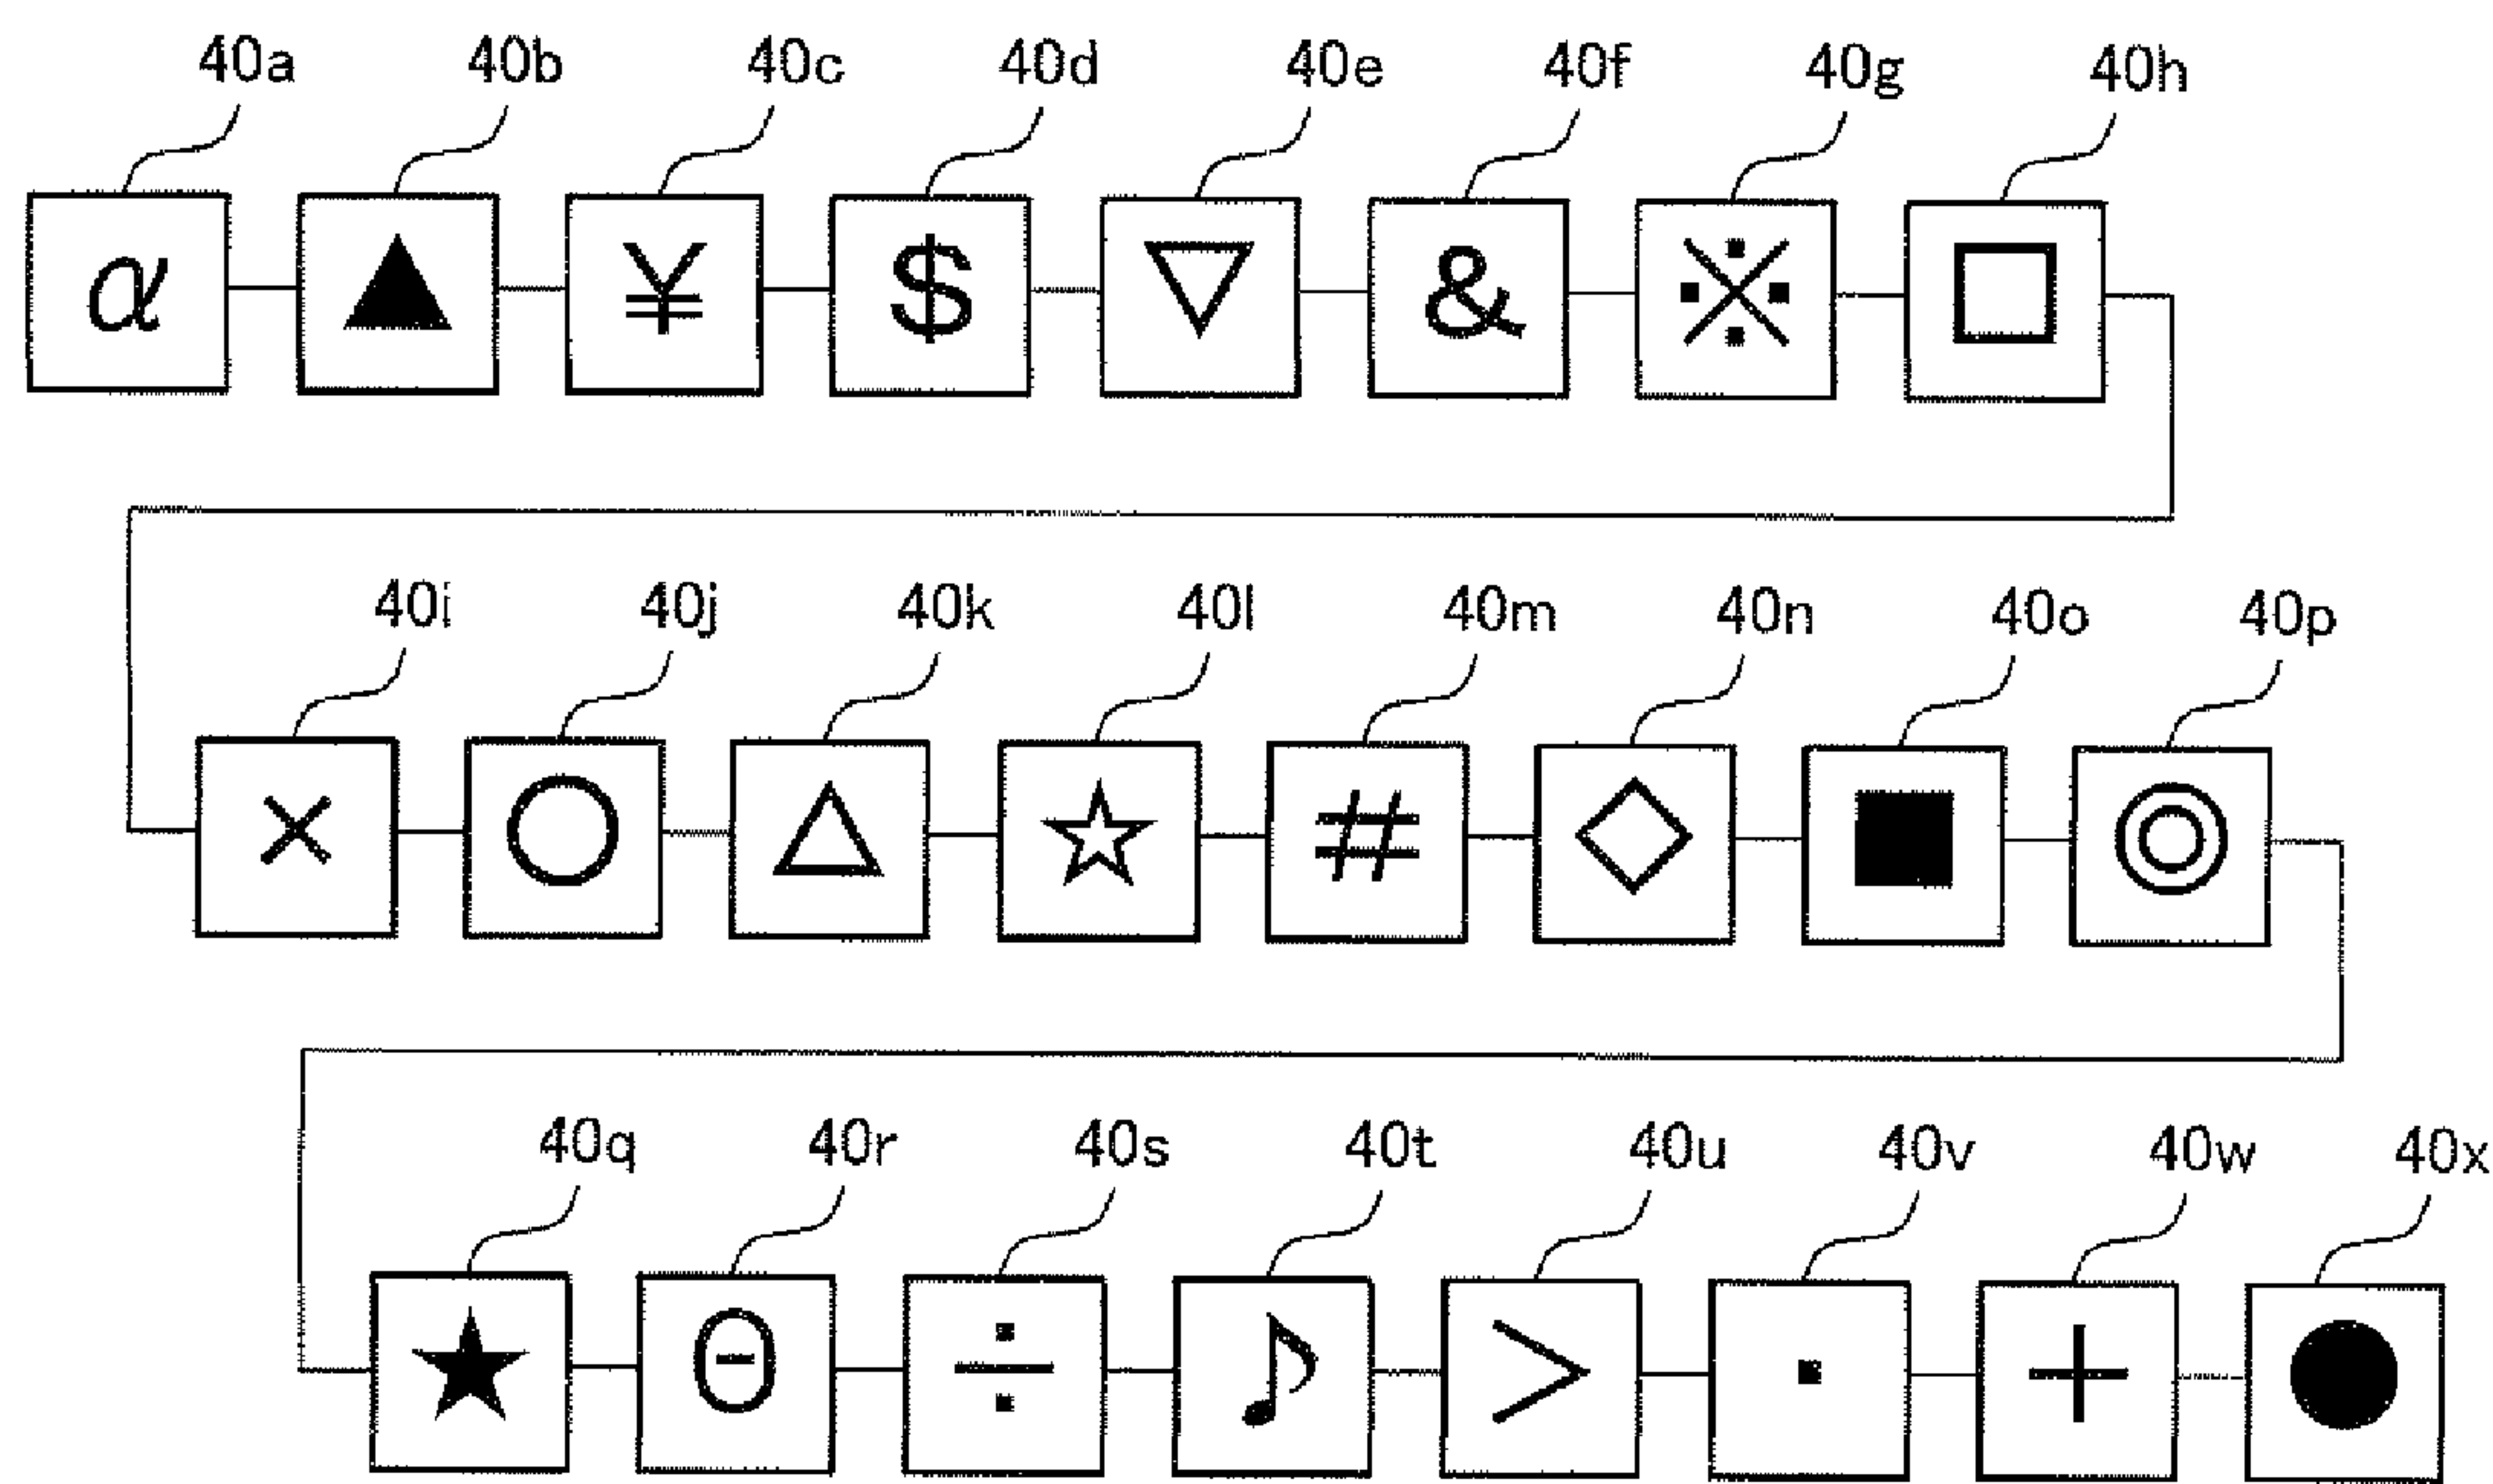 40a 40b 40c 40d 40e 40f 40g 40h
α ▲ ¥ $ ▽ & ※ □
40i 40j 40k 40l 40m 40n 40o 40p
× ○ △ ☆ # ◇ ■ ◎
40q 40r 40s 40t 40u 40v 40w 40x
★ Θ ÷ ♪ > ・ + ●